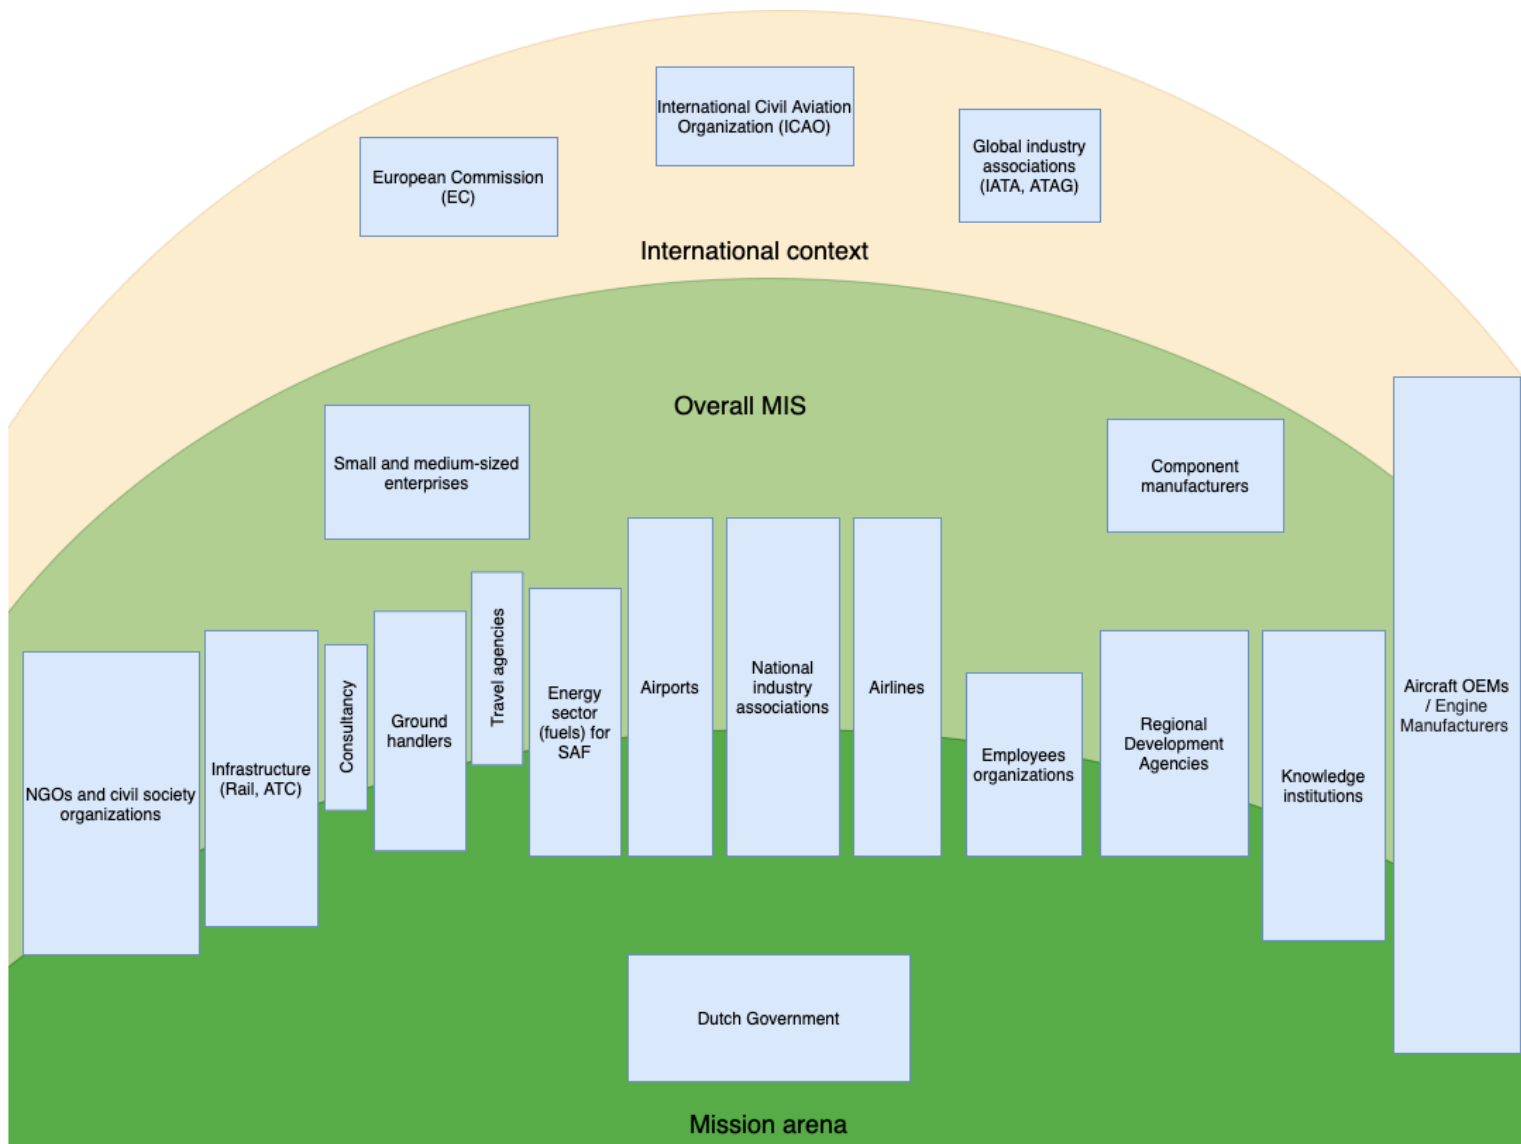 International Civil Aviation
Organization (ICAO)
Global industry
associations
(IATA, ATAG)
European Commission
(EC)
International context
Overall MIS
Small and medium-sized
enterprises
Component
manufacturers
NGOs and civil society
organizations
Infrastructure
(Rail, ATC)
Consultancy
Ground
handlers
Travel agencies
Energy
sector
(fuels) for
SAF
Airports
National
industry
associations
Airlines
Employees
organizations
Regional
Development
Agencies
Knowledge
institutions
Aircraft OEMs
/ Engine
Manufacturers
Dutch Government
Mission arena